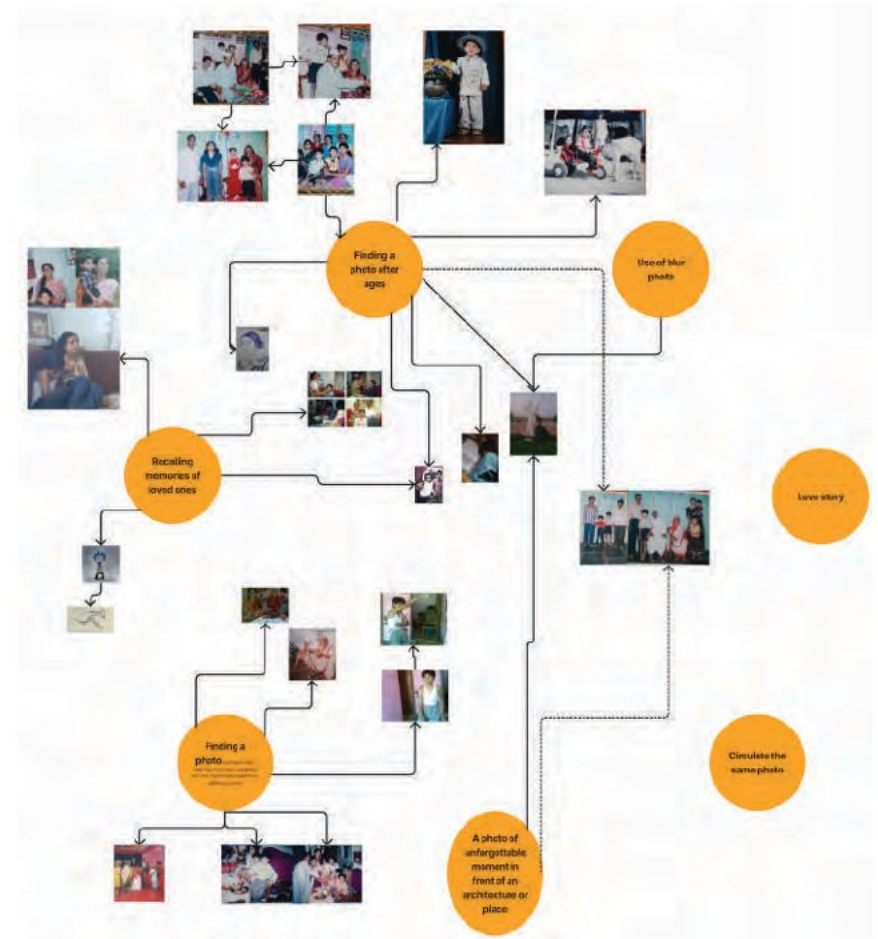 Finding a
photo after
ages
Use of blur
photo
Recalling
memories of
loved ones
Love story
Finding a
photo
Circulate the
same photo
A photo of
unforgettable
moment in
front of an
architecture or
place